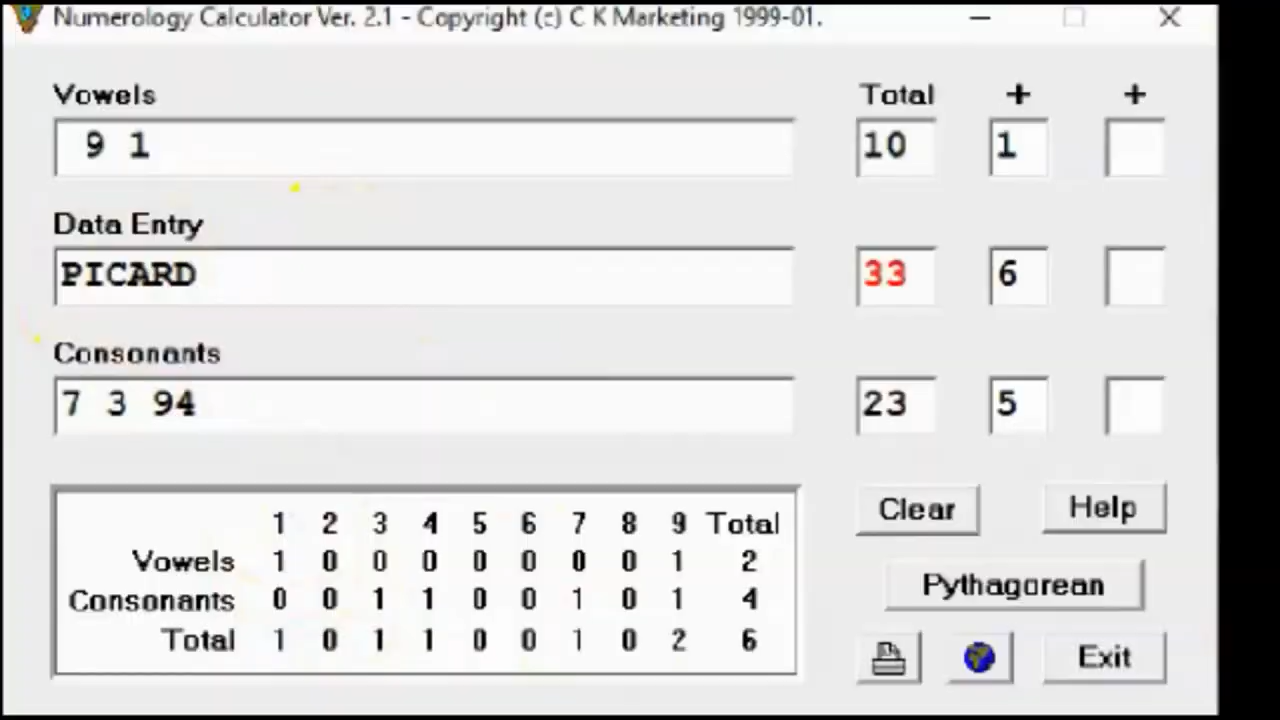 Numerology Calculator Ver. 2.1 - Copyright (c) C K Marketing 1999-01.
Vowels Total + +
9 1 10 1
Data Entry
PICARD 33 6
Consonants
7 3 94 23 5
1 2 3 4 5 6 7 8 9 Total
Vowels 1 0 0 0 0 0 0 0 1 2
Consonants 0 0 1 1 0 0 1 0 1 4
Total 1 0 1 1 0 0 1 0 2 6
Clear Help
Pythagorean
Exit